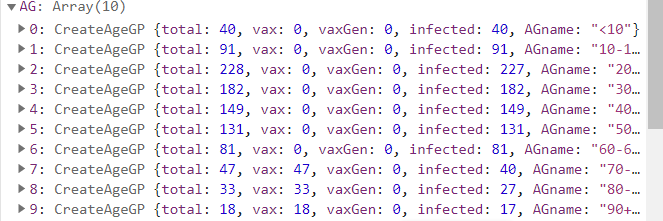 ▼ AG: Array(10)
▶ 0: CreateAgeGP {total: 40, vax: 0, vaxGen: 0, infected: 40, AGname: "<10"}
▶ 1: CreateAgeGP {total: 91, vax: 0, vaxGen: 0, infected: 91, AGname: "10-1…
▶ 2: CreateAgeGP {total: 228, vax: 0, vaxGen: 0, infected: 227, AGname: "20…
▶ 3: CreateAgeGP {total: 182, vax: 0, vaxGen: 0, infected: 182, AGname: "30…
▶ 4: CreateAgeGP {total: 149, vax: 0, vaxGen: 0, infected: 149, AGname: "40…
▶ 5: CreateAgeGP {total: 131, vax: 0, vaxGen: 0, infected: 131, AGname: "50…
▶ 6: CreateAgeGP {total: 81, vax: 0, vaxGen: 0, infected: 81, AGname: "60-6…
▶ 7: CreateAgeGP {total: 47, vax: 47, vaxGen: 0, infected: 40, AGname: "70-…
▶ 8: CreateAgeGP {total: 33, vax: 33, vaxGen: 0, infected: 27, AGname: "80-…
▶ 9: CreateAgeGP {total: 18, vax: 18, vaxGen: 0, infected: 17, AGname: "90+…